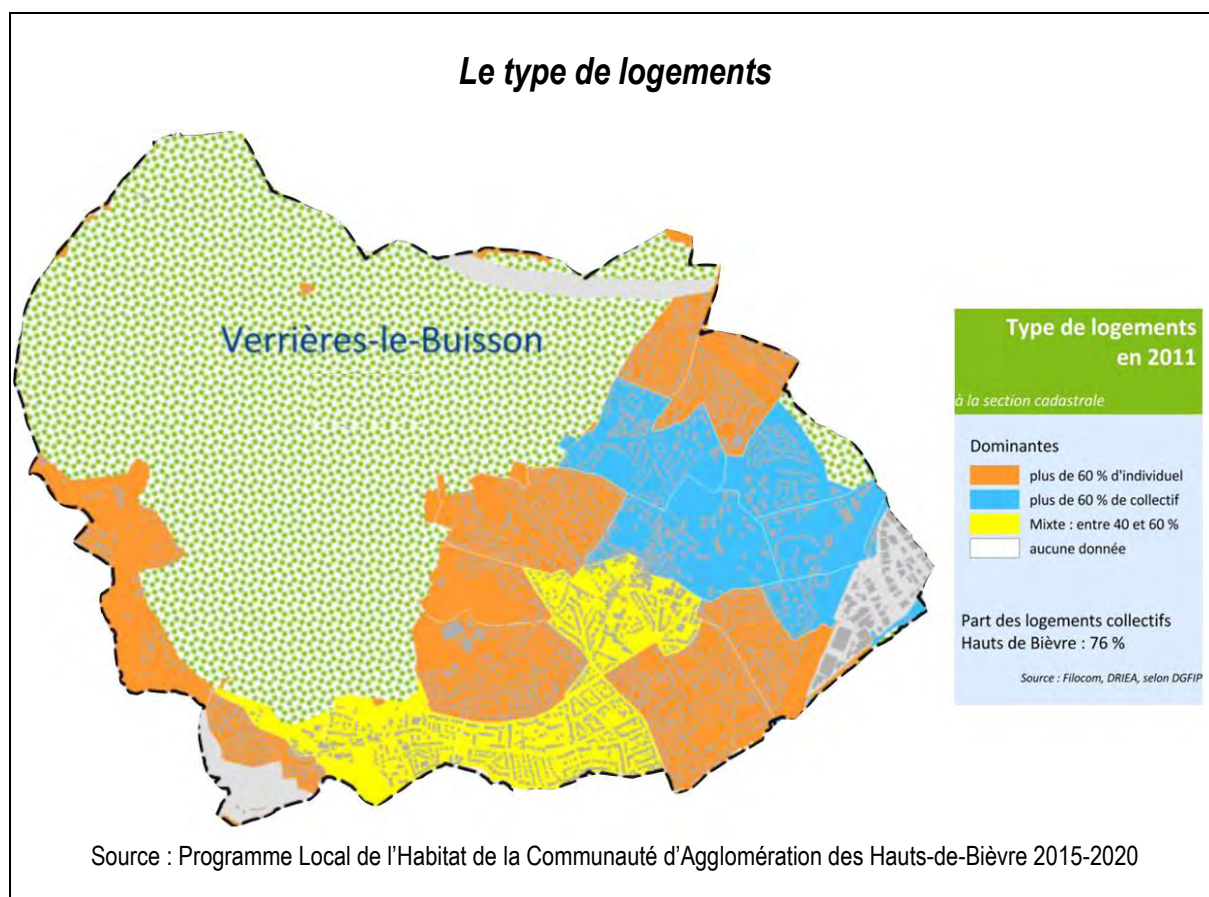 Le type de logements
Verrières-le-Buisson
Type de logements
en 2011
à la section cadastrale
Dominantes
plus de 60 % d'individuel
plus de 60 % de collectif
Mixte : entre 40 et 60 %
aucune donnée
Part des logements collectifs
Hauts de Bièvre : 76 %
Source : Filocom, DRIEA, selon DGFIP
Source : Programme Local de l’Habitat de la Communauté d’Agglomération des Hauts-de-Bièvre 2015-2020